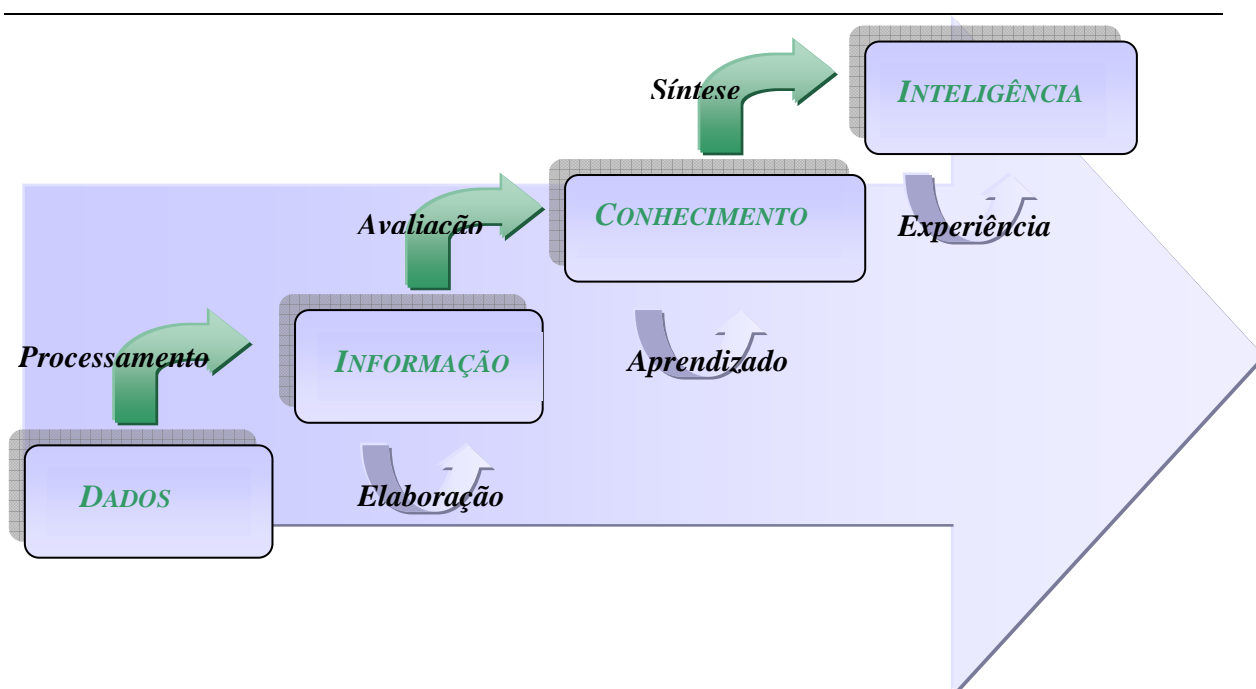 Síntese
INTELIGÊNCIA
Avaliação
CONHECIMENTO
Experiência
Processamento
INFORMAÇÃO
Aprendizado
DADOS
Elaboração